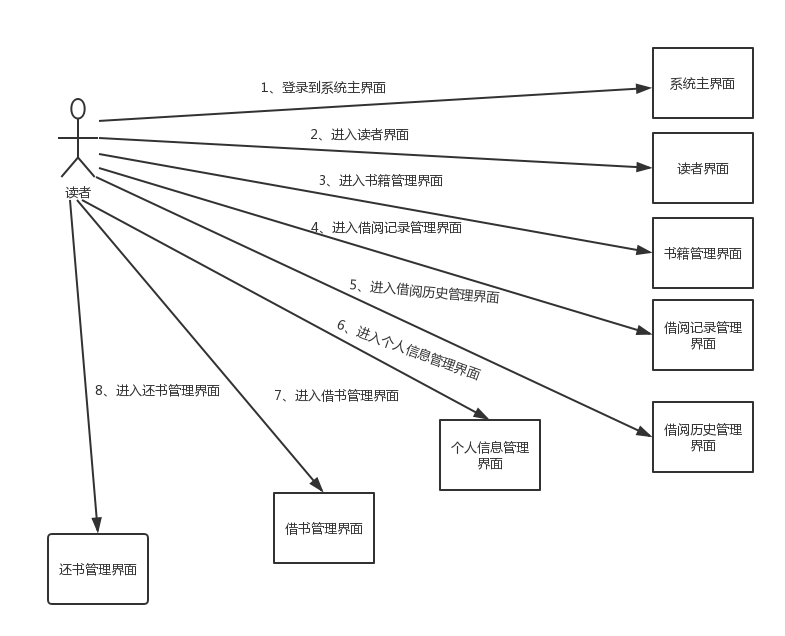 1、登录到系统主界面
系统主界面
2、进入读者界面
读者界面
3、进入书籍管理界面
读者
4、进入借阅记录管理界面
书籍管理界面
5、进入借阅历史管理界面
借阅记录管理
界面
6、进入个人信息管理界面
8、进入还书管理界面
7、进入借书管理界面
借阅历史管理
界面
个人信息管理
界面
借书管理界面
还书管理界面